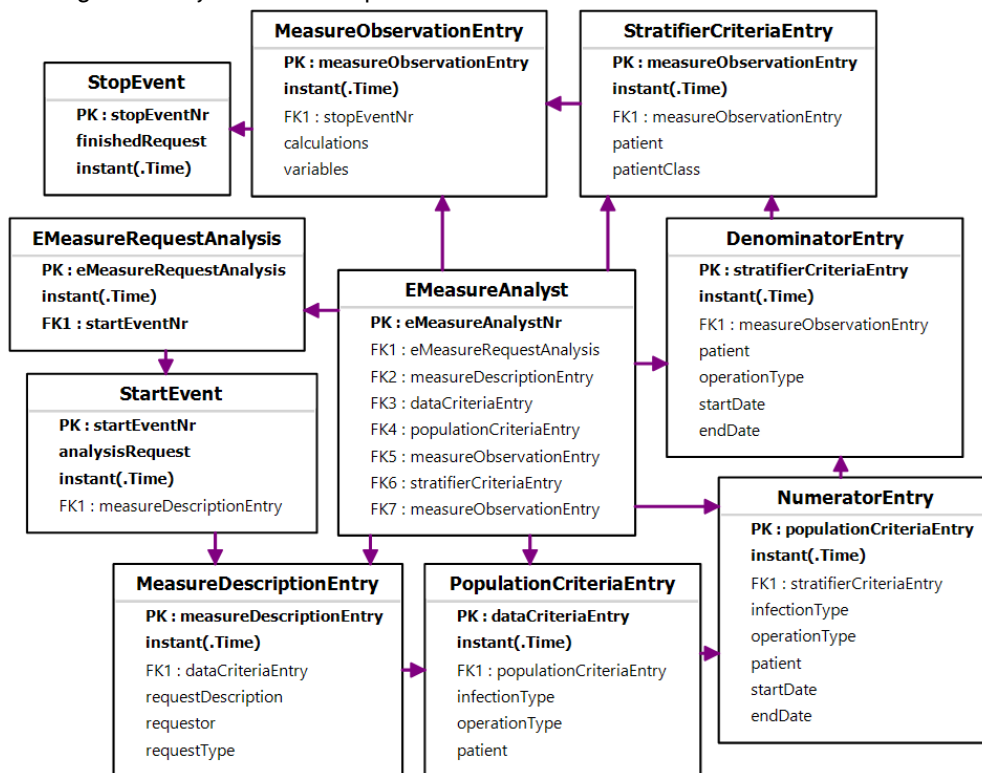 MeasureObservationEntry
PK : measureObservationEntry
instant(.Time)
FK1 : stopEventNr
calculations
variables
StratifierCriteriaEntry
PK : measureObservationEntry
instant(.Time)
FK1 : measureObservationEntry
patient
patientClass
StopEvent
PK : stopEventNr
finishedRequest
instant(.Time)
EMeasureRequestAnalysis
PK : eMeasureRequestAnalysis
instant(.Time)
FK1 : startEventNr
EMeasureAnalyst
PK : eMeasureAnalystNr
FK1 : eMeasureRequestAnalysis
FK2 : measureDescriptionEntry
FK3 : dataCriteriaEntry
FK4 : populationCriteriaEntry
FK5 : measureObservationEntry
FK6 : stratifierCriteriaEntry
FK7 : measureObservationEntry
DenominatorEntry
PK : stratifierCriteriaEntry
instant(.Time)
FK1 : measureObservationEntry
patient
operationType
startDate
endDate
StartEvent
PK : startEventNr
analysisRequest
instant(.Time)
FK1 : measureDescriptionEntry
NumeratorEntry
PK : populationCriteriaEntry
instant(.Time)
FK1 : stratifierCriteriaEntry
infectionType
operationType
patient
startDate
endDate
MeasureDescriptionEntry
PK : measureDescriptionEntry
instant(.Time)
FK1 : dataCriteriaEntry
requestDescription
requestor
requestType
PopulationCriteriaEntry
PK : dataCriteriaEntry
instant(.Time)
FK1 : populationCriteriaEntry
infectionType
operationType
patient